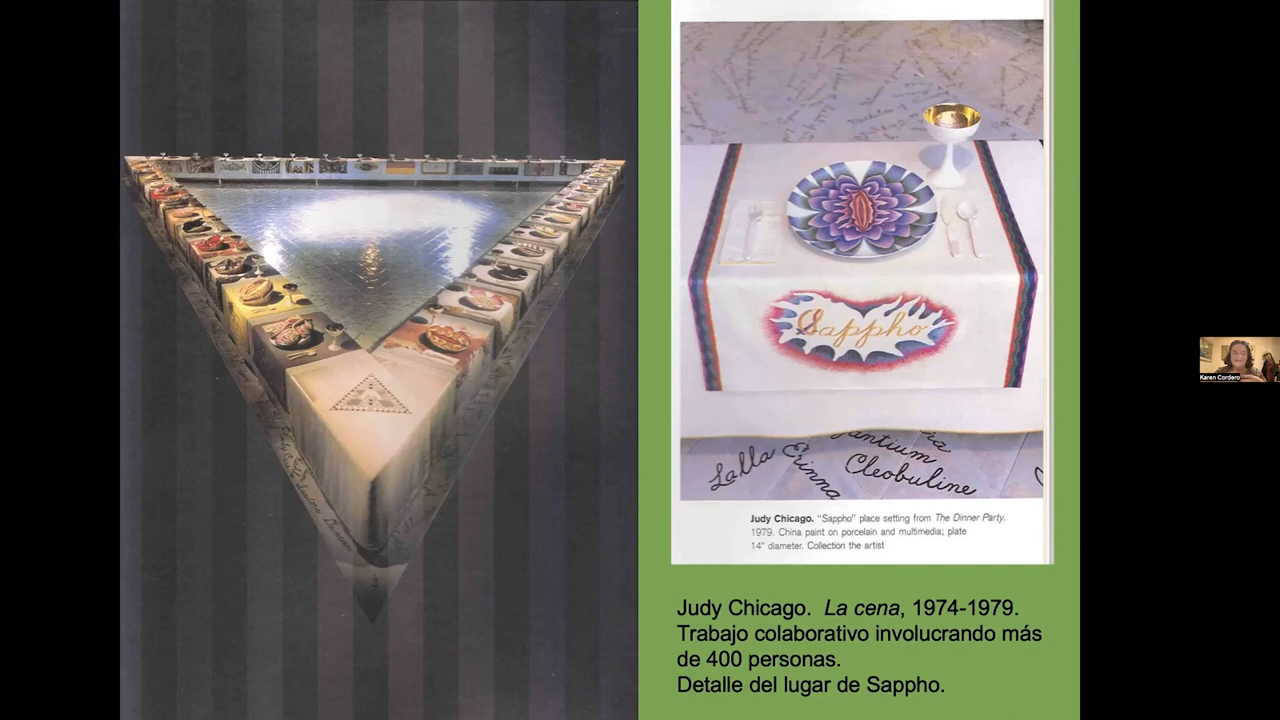 Sappho
Lalla
Erinna
Cleobuline
Judy Chicago. "Sappho" place setting from The Dinner Party.
1979. China paint on porcelain and multimedia; plate
14" diameter. Collection the artist
Judy Chicago. La cena, 1974-1979.
Trabajo colaborativo involucrando más
de 400 personas.
Detalle del lugar de Sappho.
Karen Cordero